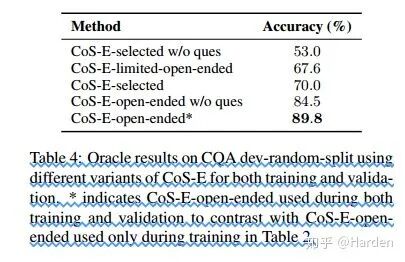 Method Accuracy (%)
CoS-E-selected w/o ques 53.0
CoS-E-limited-open-ended 67.6
CoS-E-selected 70.0
CoS-E-open-ended w/o ques 84.5
CoS-E-open-ended* 89.8
Table 4: Oracle results on CQA dev-random-split using
different variants of CoS-E for both training and valida-
tion. * indicates CoS-E-open-ended used during both
training and validation to contrast with CoS-E-open-
ended used only during training in Table 2.
知乎 @Harden